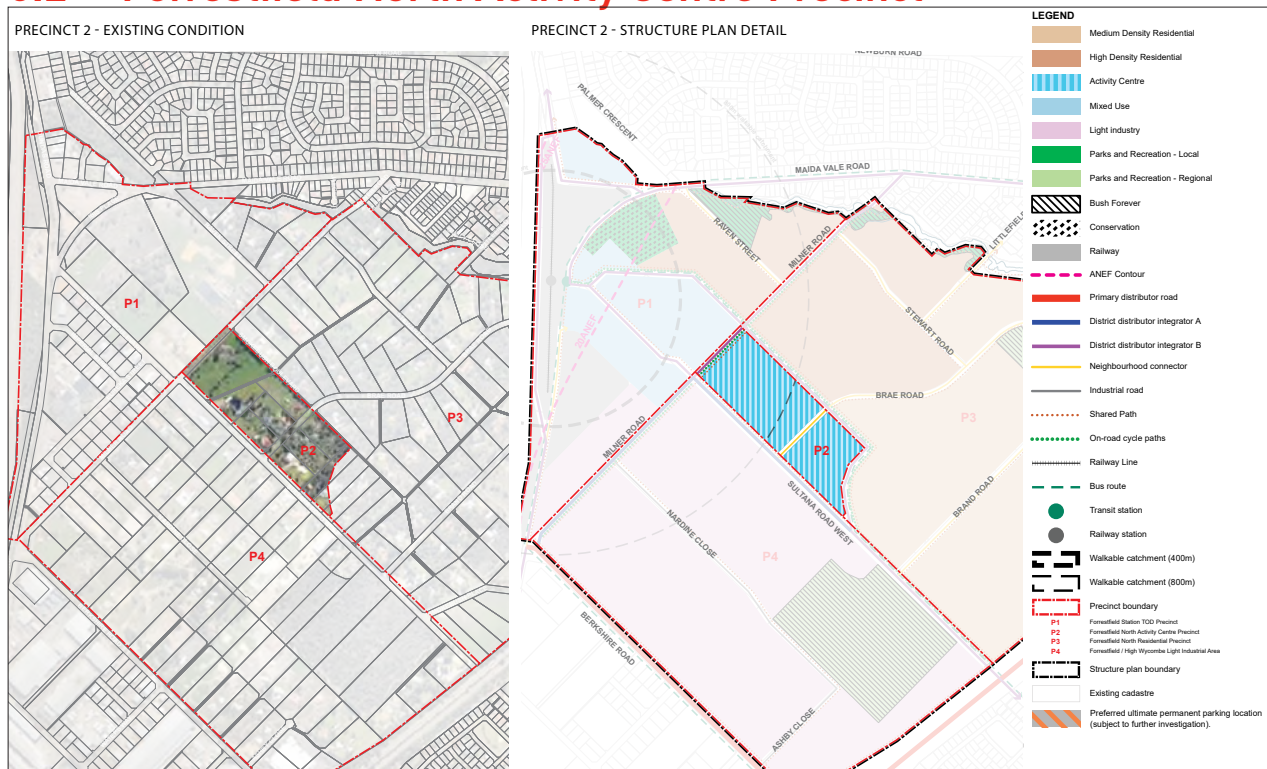 PRECINCT 2 - EXISTING CONDITION
P1
P2
P3
P4
PRECINCT 2 - STRUCTURE PLAN DETAIL
NEWBURN ROAD
PALMER CRESCENT
MAIDA VALE ROAD
RAVEN STREET
MILNER ROAD
LITTLEFIELD
P1
STEWART ROAD
BRAE ROAD
P3
MILNER ROAD
P2
SULTANA ROAD WEST
BRAND ROAD
NARDINE CLOSE
P4
BERKSHIRE ROAD
ASHBY CLOSE
LEGEND
Medium Density Residential
High Density Residential
Activity Centre
Mixed Use
Light industry
Parks and Recreation - Local
Parks and Recreation - Regional
Bush Forever
Conservation
Railway
ANEF Contour
Primary distributor road
District distributor integrator A
District distributor integrator B
Neighbourhood connector
Industrial road
Shared Path
On-road cycle paths
Railway Line
Bus route
Transit station
Railway station
Walkable catchment (400m)
Walkable catchment (800m)
Precinct boundary
P1 Forrestfield Station TOD Precinct
P2 Forrestfield North Activity Centre Precinct
P3 Forrestfield North Residential Precinct
P4 Forrestfield / High Wycombe Light Industrial Area
Structure plan boundary
Existing cadastre
Preferred ultimate permanent parking location
(subject to further investigation).